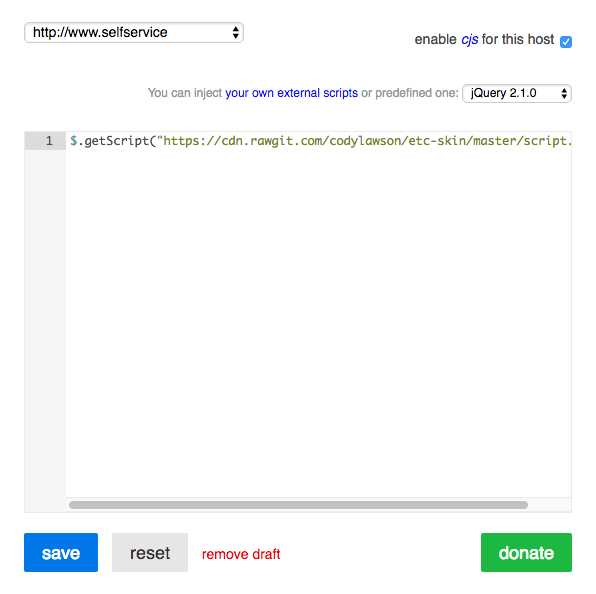 http://www.selfservice
enable cjs for this host
You can inject your own external scripts or predefined one: jQuery 2.1.0
1 $.getScript("https://cdn.rawgit.com/codylawson/etc-skin/master/script.
save reset remove draft donate